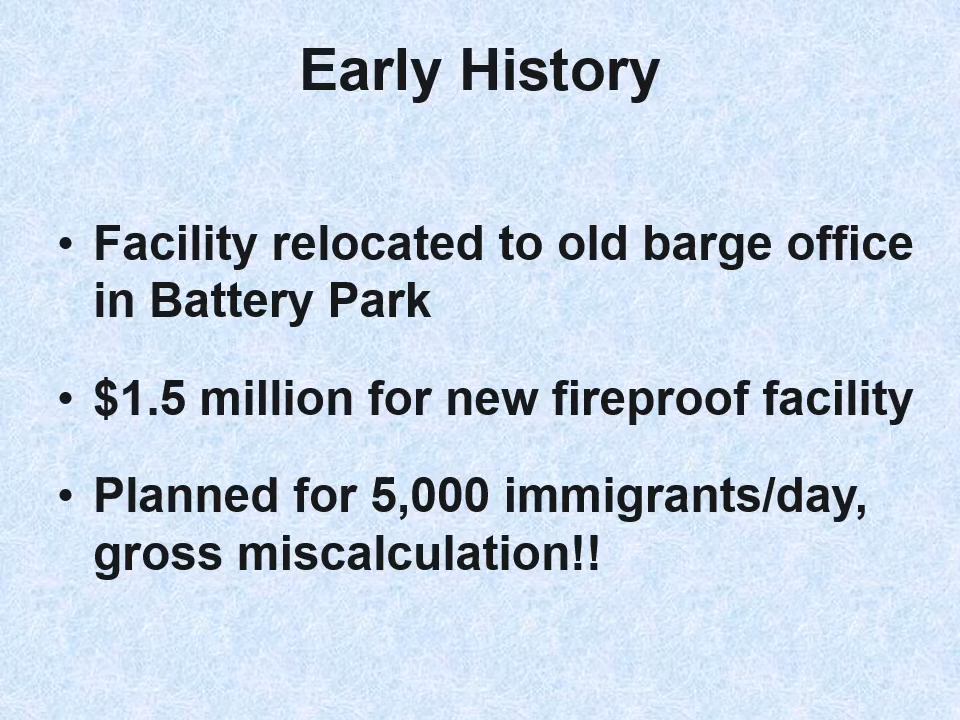 Early History
• Facility relocated to old barge office
in Battery Park
• $1.5 million for new fireproof facility
• Planned for 5,000 immigrants/day,
gross miscalculation!!